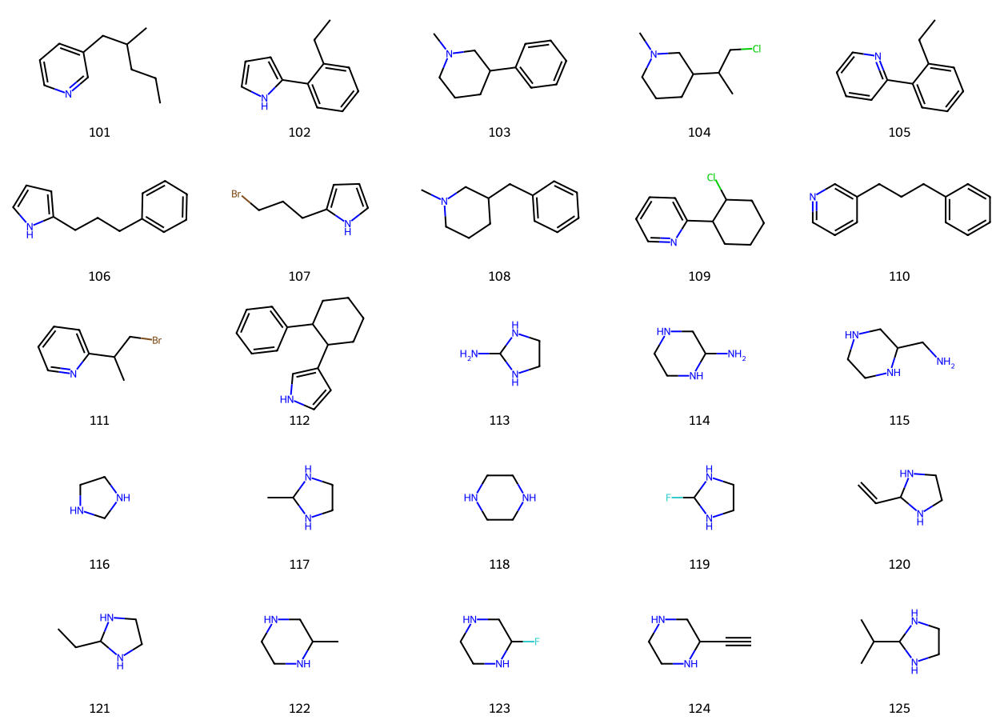 N
N
H
N
N
Cl
N
101
102
103
104
105
N
H
Br
N
H
N
Cl
N
N
106
107
108
109
110
N
Br
HN
H
N
H₂N
N
H
HN
NH₂
NH
HN
NH₂
NH
111
112
113
114
115
NH
HN
H
N
N
H
HN
NH
H
N
F
N
H
HN
N
H
116
117
118
119
120
HN
N
H
HN
NH
HN
F
NH
HN
NH
H
N
N
H
121
122
123
124
125